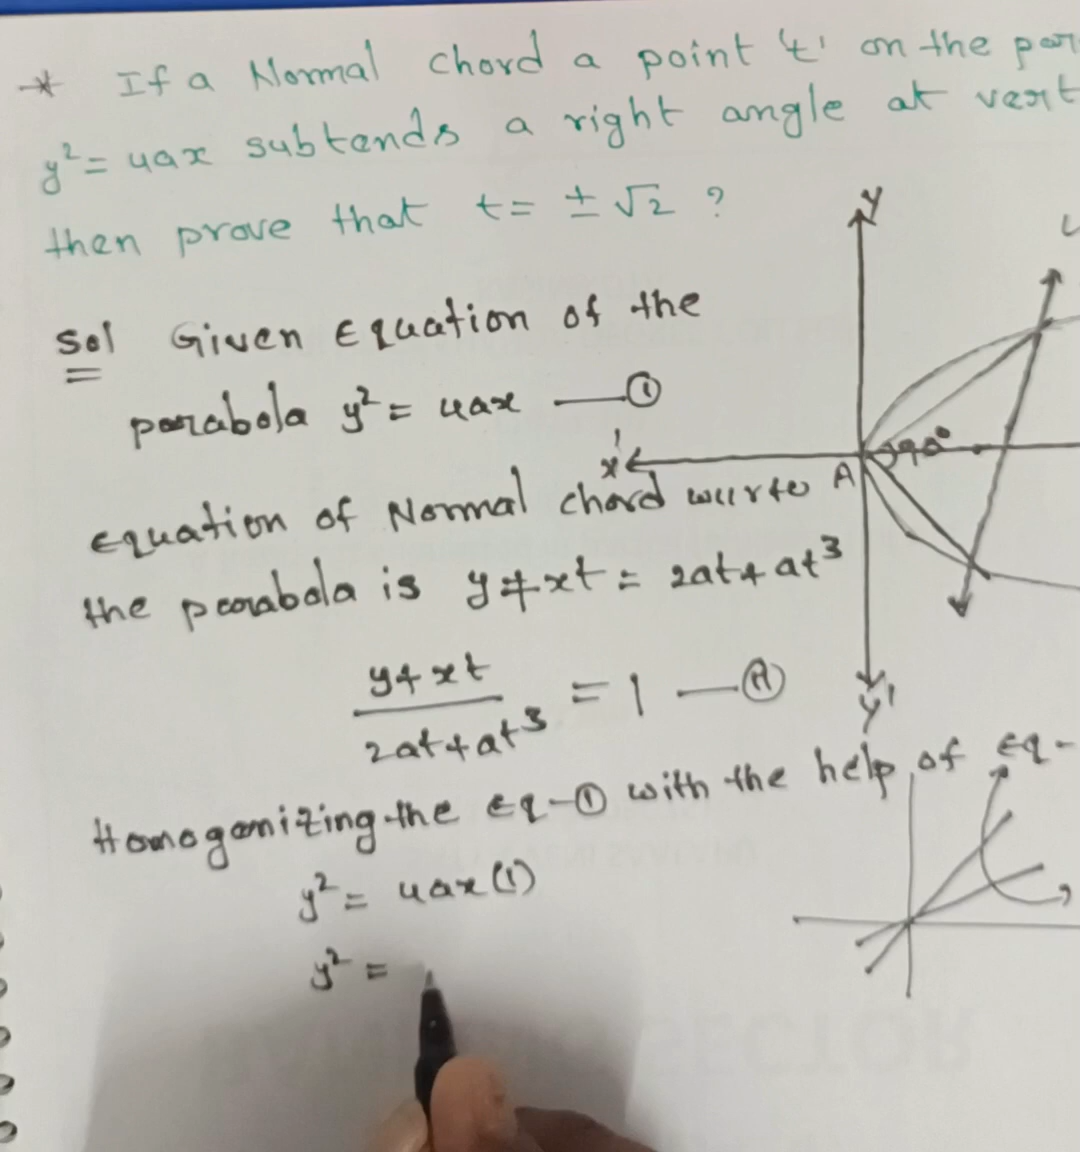 * If a Normal chord a point 't' on the par
y² = 4ax subtends a right angle at vert
then prove that t = ± √2 ?
Sol Given Equation of the
parabola y² = 4ax — ①
Equation of Normal chord w.r.to
the parabola is y + xt = 2at + at³
y + xt / 2at + at³ = 1 — Ⓐ
Homogenizing the Eq-① with the help of Eq-
y² = 4ax (1)
y² =
Y
X'
A
90°
Y'